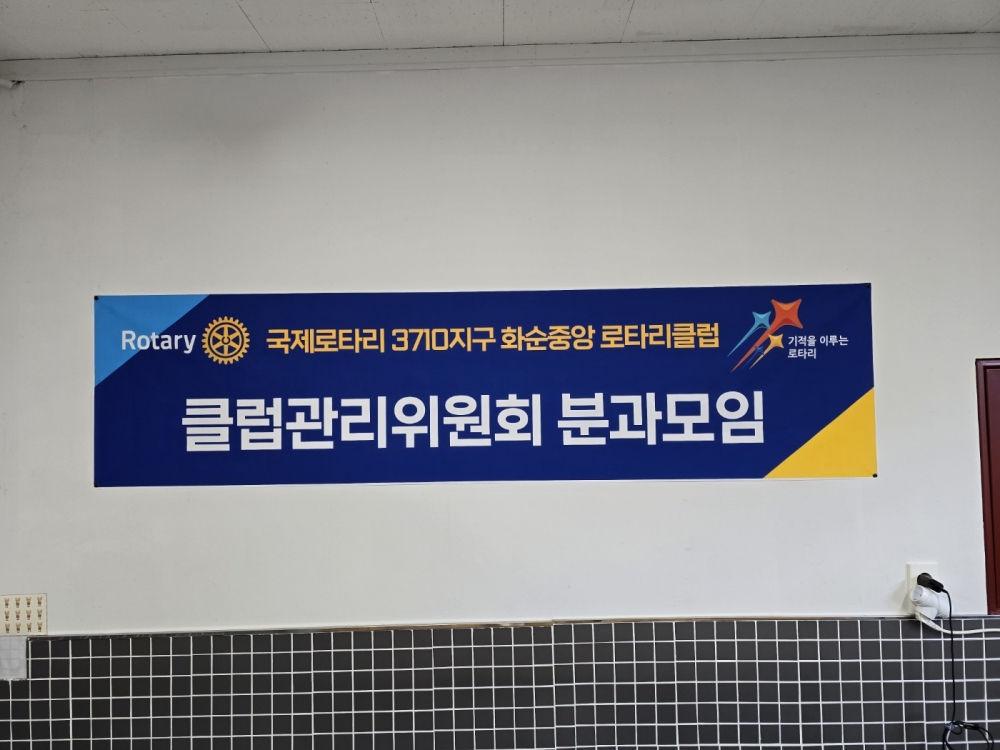 Rotary
국제로타리 3710지구 화순중앙 로타리클럽
기적을 이루는
로타리
클럽관리위원회 분과모임